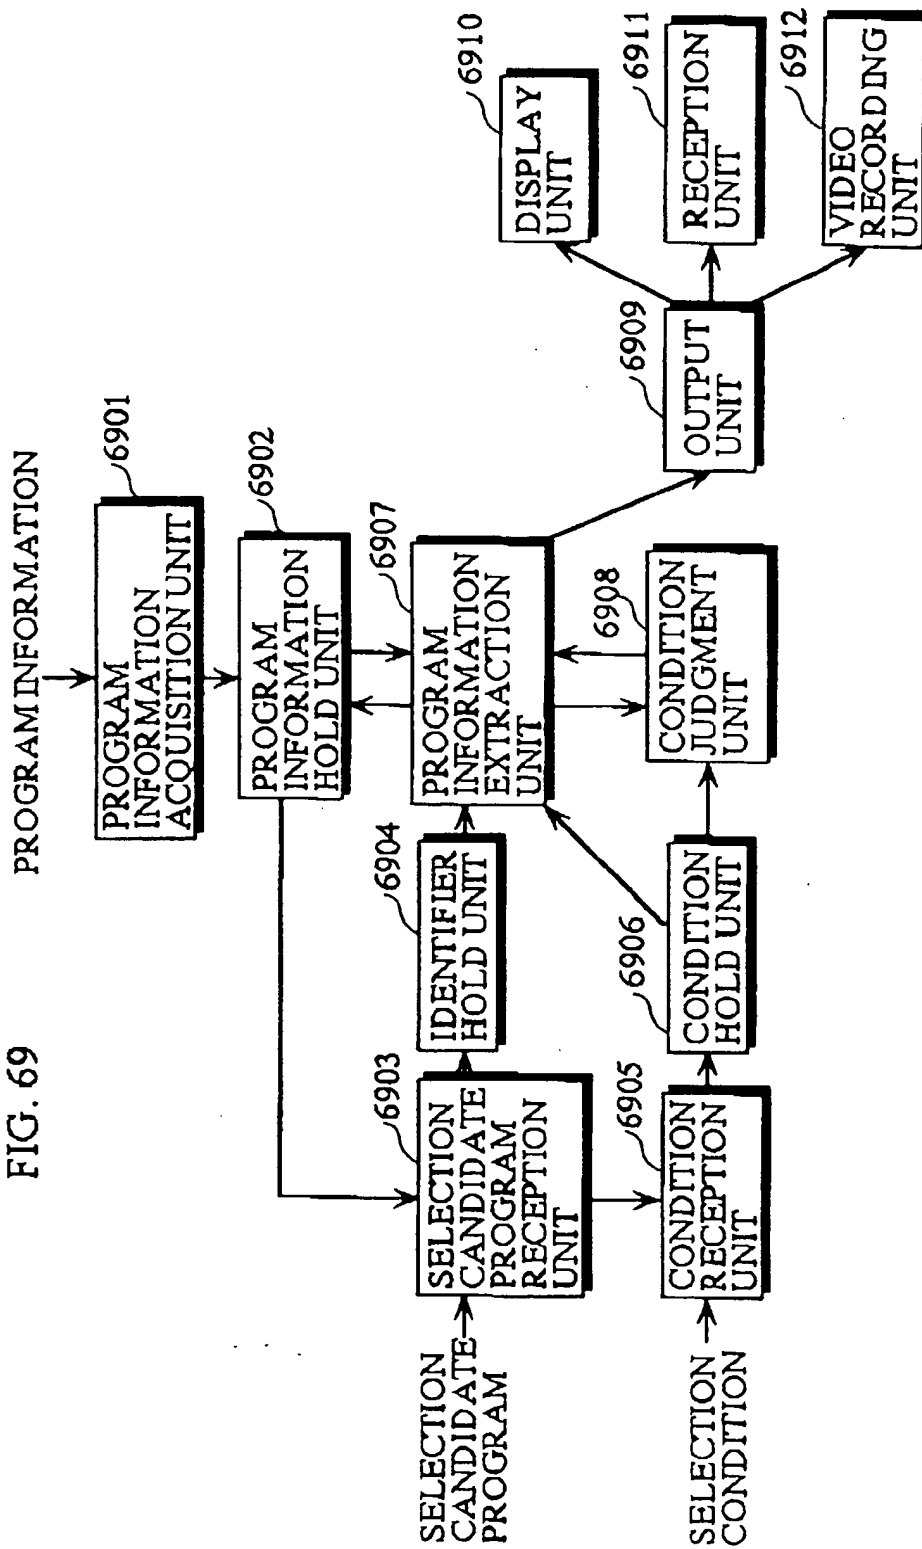 FIG. 69
PROGRAM INFORMATION
PROGRAM
INFORMATION
ACQUISITION UNIT
6901
PROGRAM
INFORMATION
HOLD UNIT
6902
SELECTION
CANDIDATE
PROGRAM
SELECTION
CANDIDATE
PROGRAM
RECEPTION
UNIT
6903
IDENTIFIER
HOLD UNIT
6904
PROGRAM
INFORMATION
EXTRACTION
UNIT
6907
SELECTION
CONDITION
CONDITION
RECEPTION
UNIT
6905
CONDITION
HOLD UNIT
6906
CONDITION
JUDGMENT
UNIT
6908
OUTPUT
UNIT
6909
DISPLAY
UNIT
6910
RECEPTION
UNIT
6911
VIDEO
RECORDING
UNIT
6912